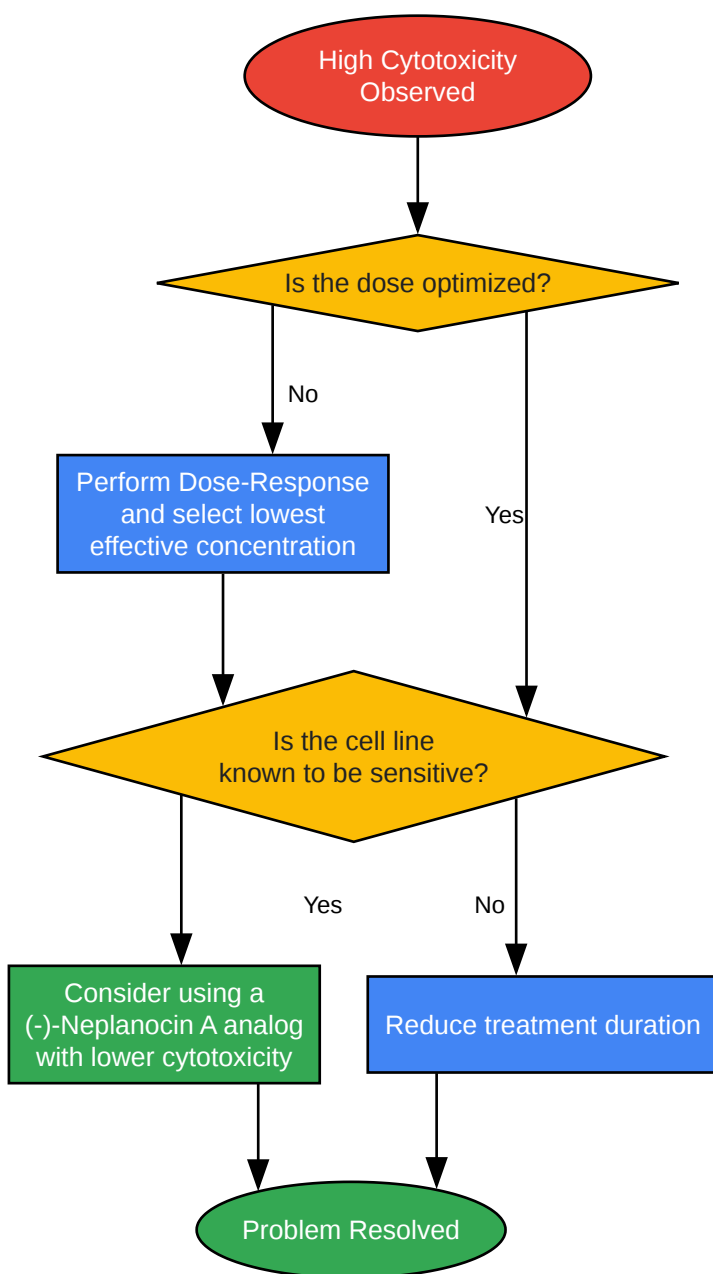 High Cytotoxicity
Observed
Is the dose optimized?
No
Perform Dose-Response
and select lowest
effective concentration
Yes
Is the cell line
known to be sensitive?
Yes
No
Consider using a
(-)-Neplanocin A analog
with lower cytotoxicity
Reduce treatment duration
Problem Resolved